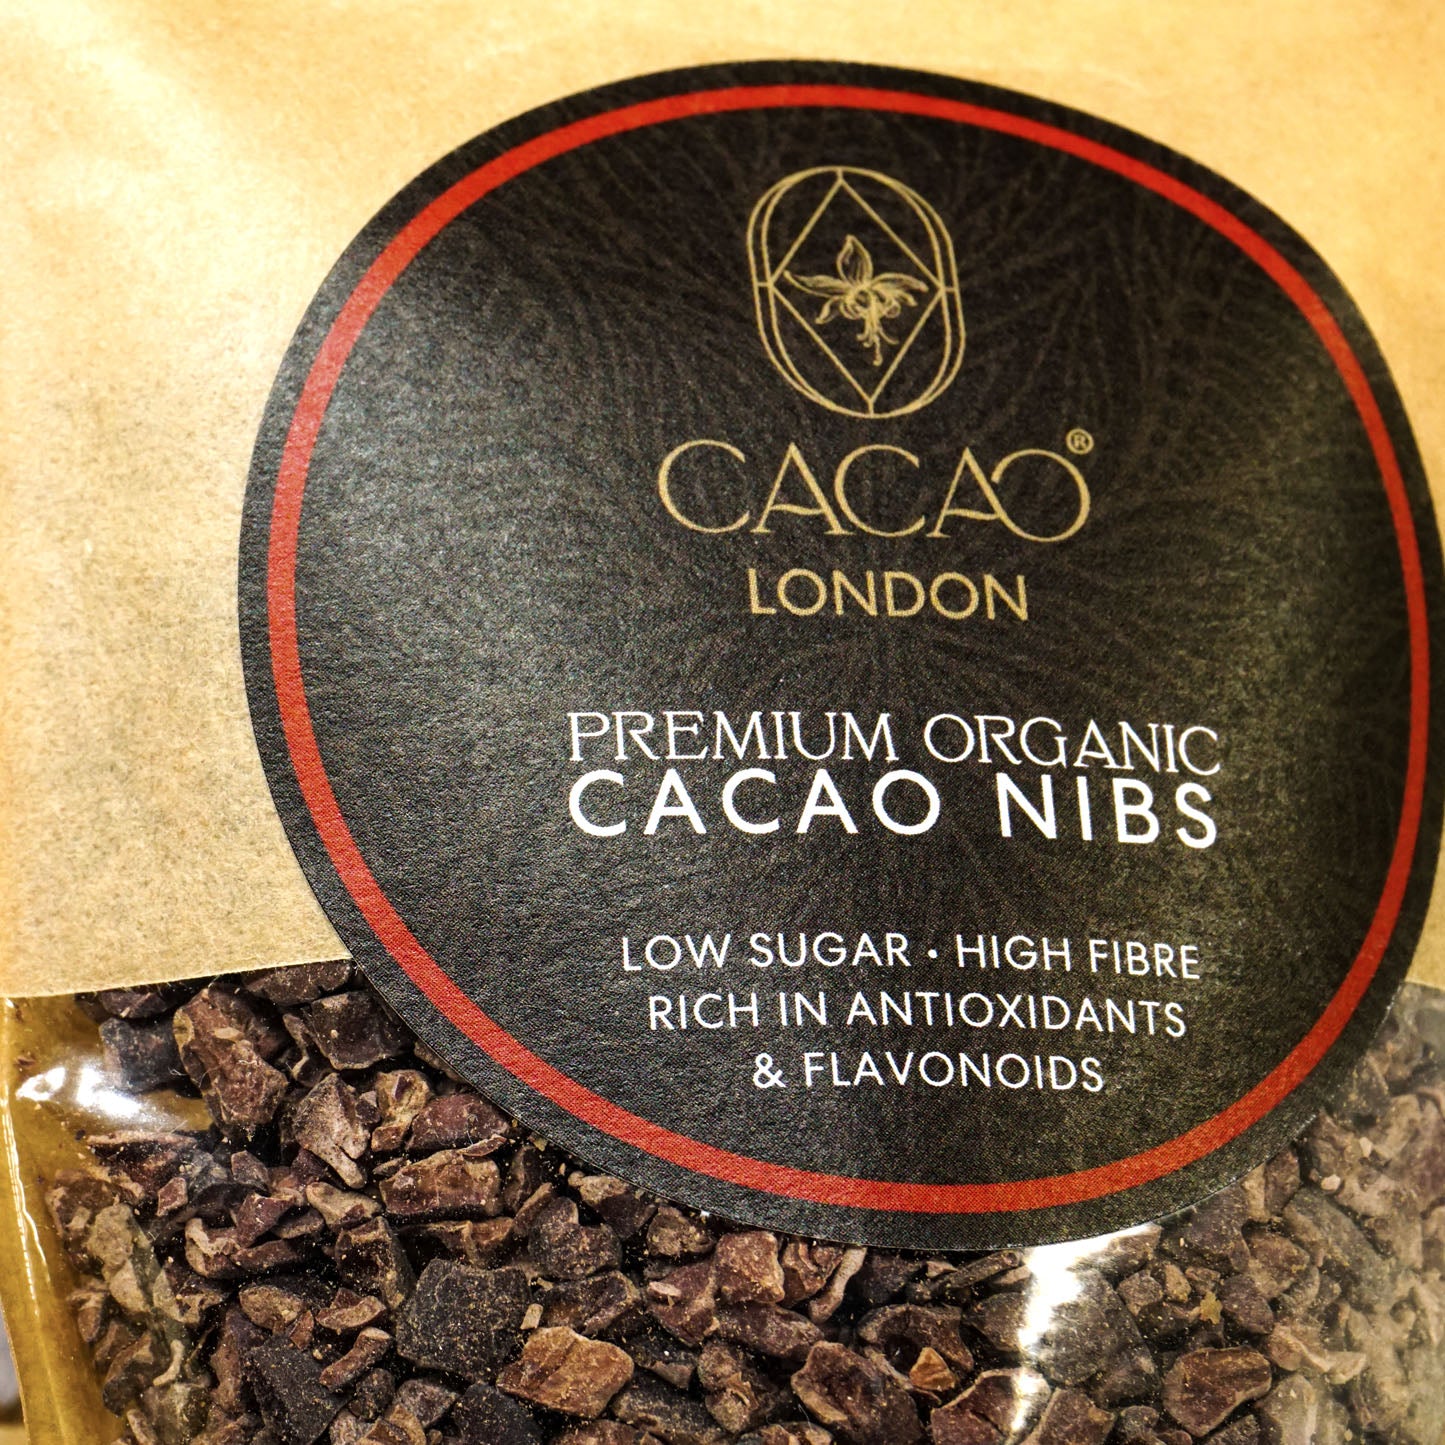 CACAO®
LONDON
PREMIUM ORGANIC
CACAO NIBS
LOW SUGAR • HIGH FIBRE
RICH IN ANTIOXIDANTS
& FLAVONOIDS